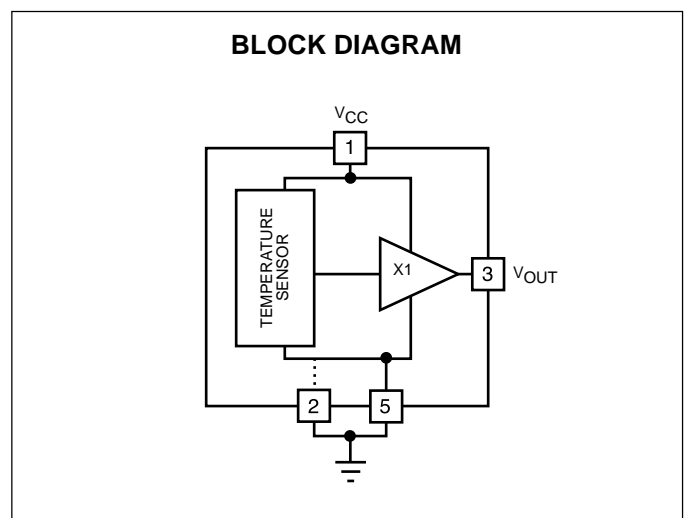 BLOCK DIAGRAM
VCC
1
TEMPERATURE
SENSOR
X1
3
VOUT
2
5